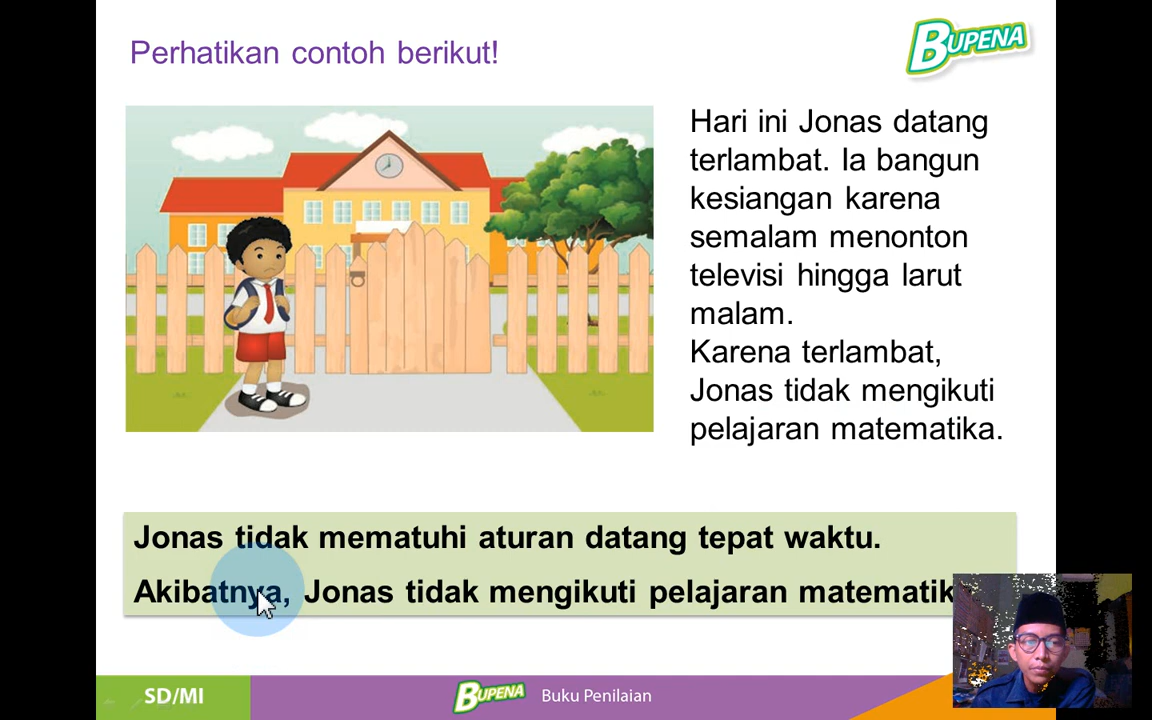 Perhatikan contoh berikut!
BUPENA
Hari ini Jonas datang
terlambat. Ia bangun
kesiangan karena
semalam menonton
televisi hingga larut
malam.
Karena terlambat,
Jonas tidak mengikuti
pelajaran matematika.
Jonas tidak mematuhi aturan datang tepat waktu.
Akibatnya, Jonas tidak mengikuti pelajaran matematik
SD/MI
BUPENA
Buku Penilaian